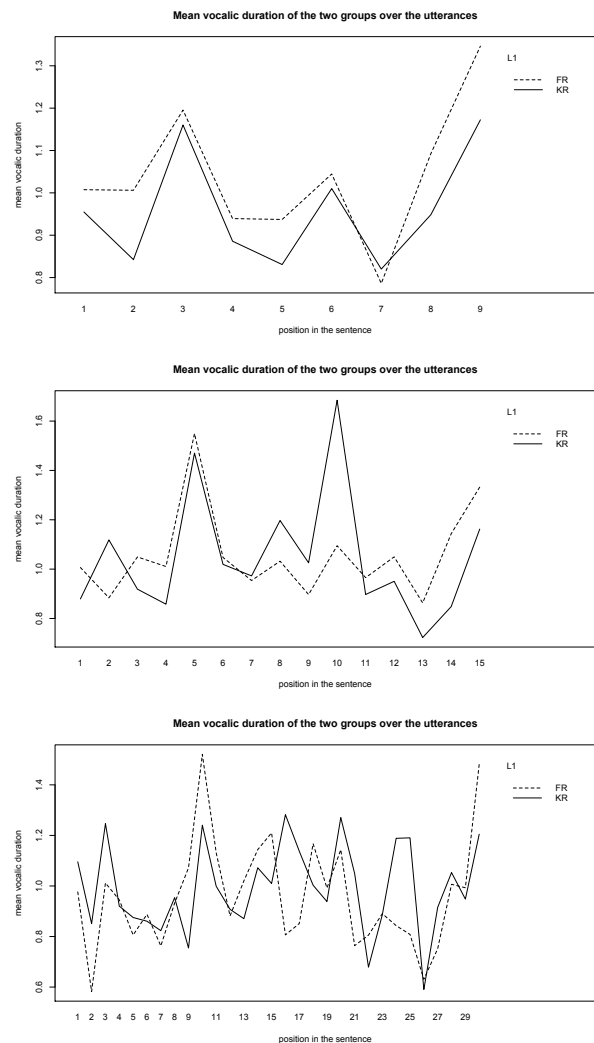 Mean vocalic duration of the two groups over the utterances
L1
FR
KR
mean vocalic duration
1.3
1.2
1.1
1.0
0.9
0.8
1 2 3 4 5 6 7 8 9
position in the sentence
Mean vocalic duration of the two groups over the utterances
L1
FR
KR
mean vocalic duration
1.6
1.4
1.2
1.0
0.8
1 2 3 4 5 6 7 8 9 10 11 12 13 14 15
position in the sentence
Mean vocalic duration of the two groups over the utterances
L1
FR
KR
mean vocalic duration
1.4
1.2
1.0
0.8
0.6
1 2 3 4 5 6 7 8 9 11 13 15 17 19 21 23 25 27 29
position in the sentence